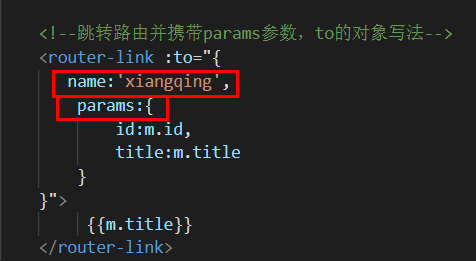 <!--跳转路由并携带params参数，to的对象写法-->
<router-link :to="{
name:'xiangqing',
params:{
id:m.id,
title:m.title
}
}">
{{m.title}}
</router-link>